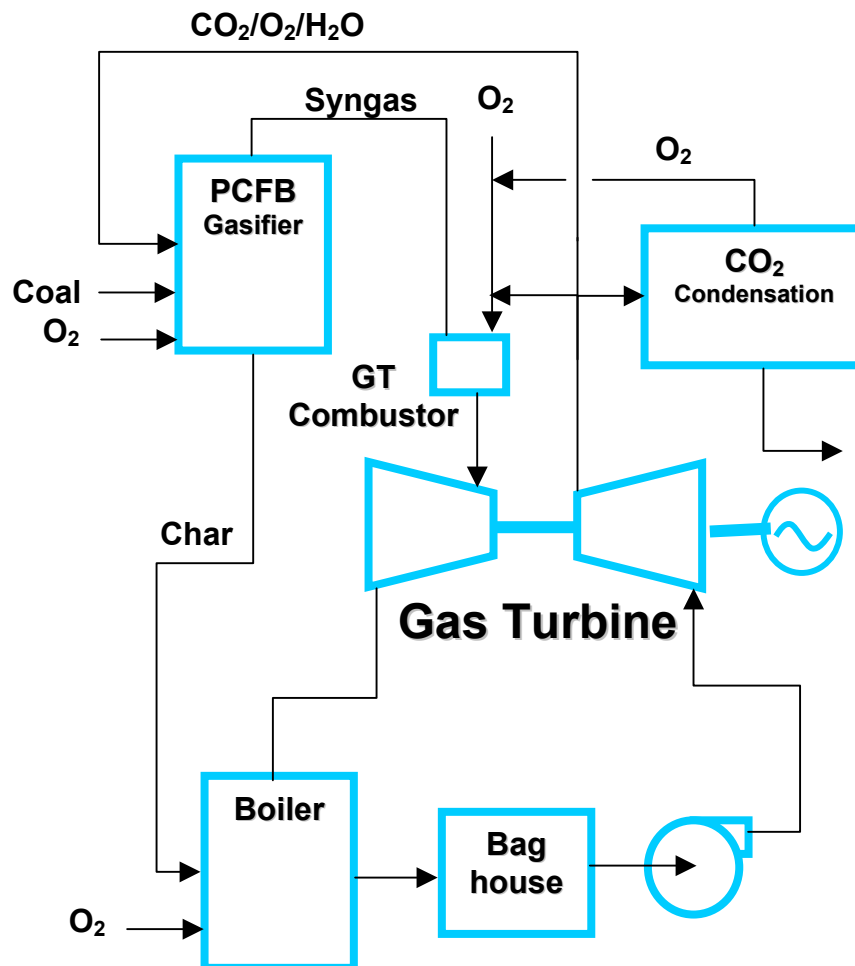 CO₂/O₂/H₂O
Syngas
O₂
O₂
PCFB
Gasifier
CO₂
Condensation
Coal
O₂
GT
Combustor
Char
Gas Turbine
Boiler
Bag
house
O₂